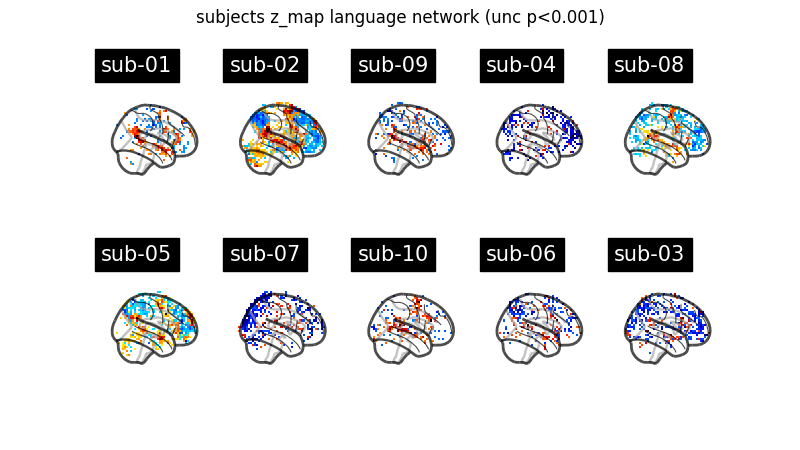 subjects z_map language network (unc p<0.001)
sub-01 sub-02 sub-09 sub-04 sub-08
sub-05 sub-07 sub-10 sub-06 sub-03